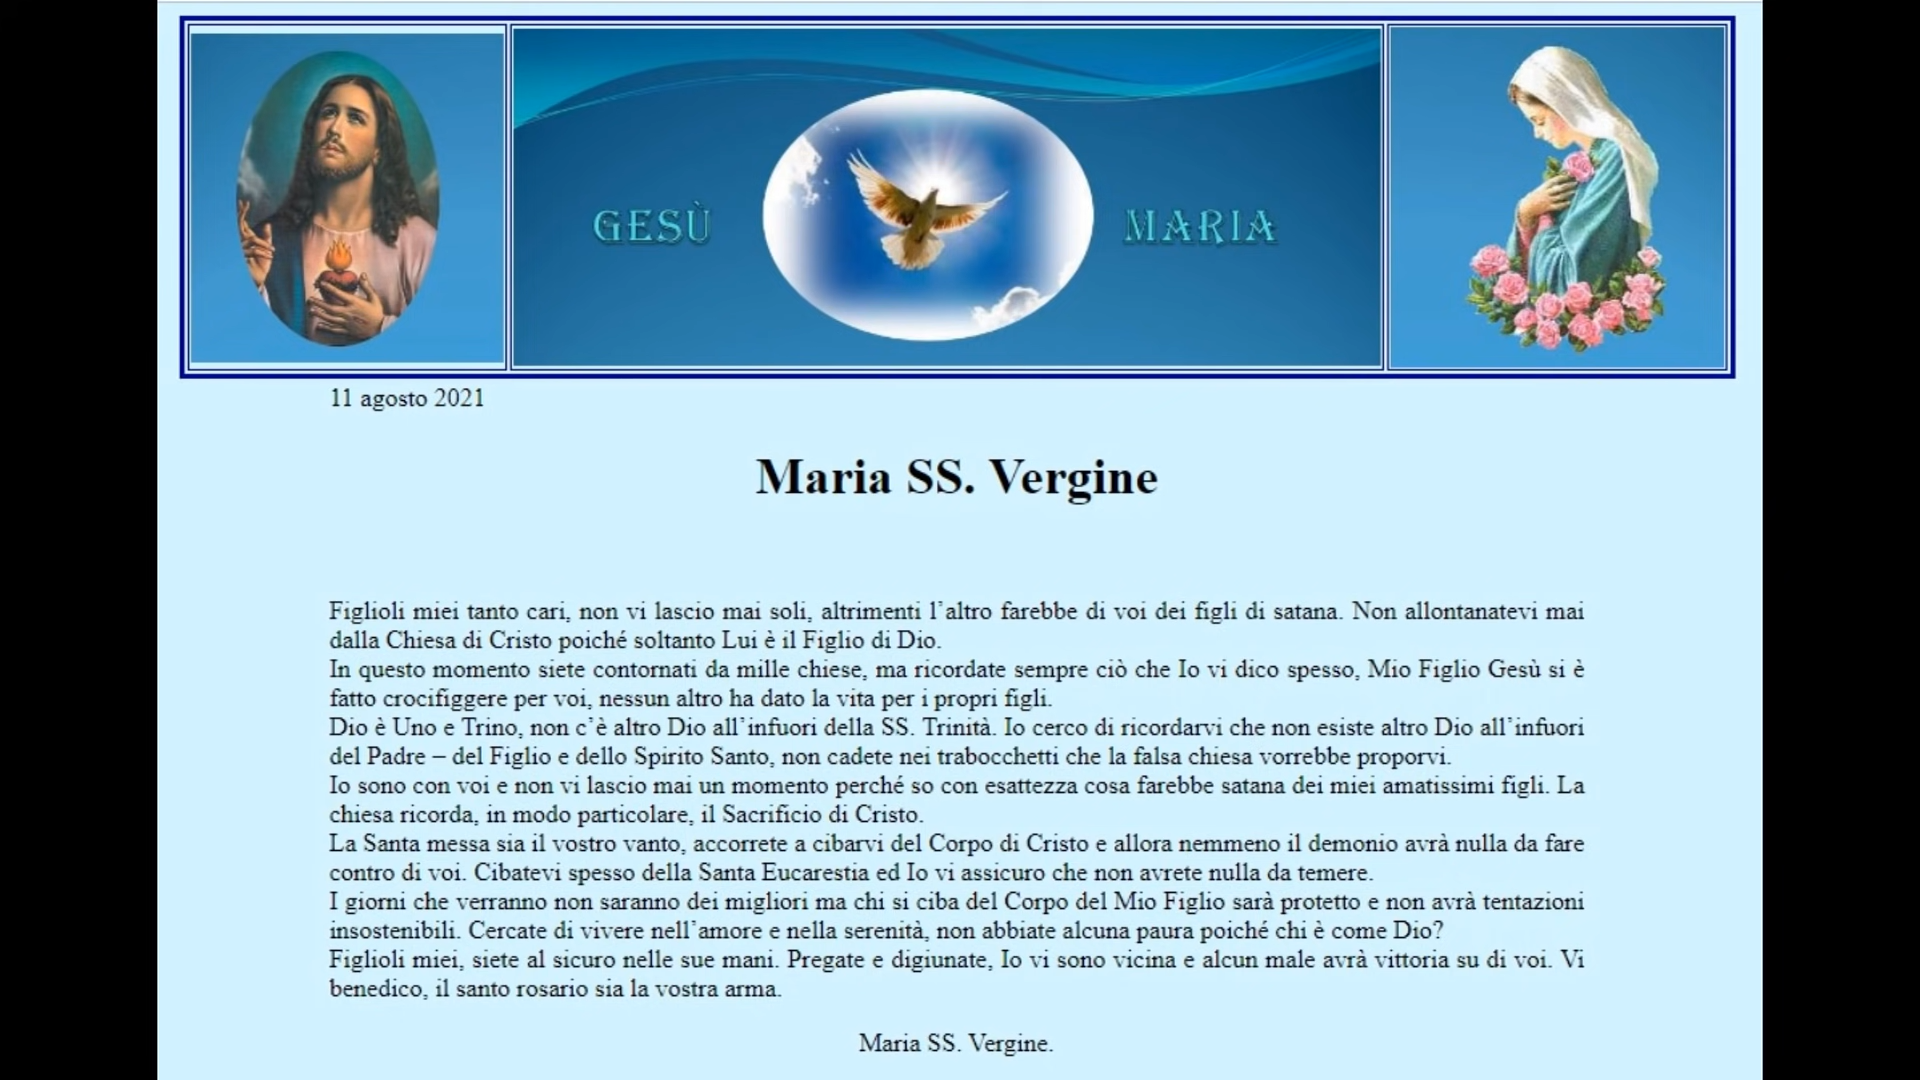 GESÙ MARIA
11 agosto 2021
Maria SS. Vergine
Figlioli miei tanto cari, non vi lascio mai soli, altrimenti l'altro farebbe di voi dei figli di satana. Non allontanatevi mai
dalla Chiesa di Cristo poiché soltanto Lui è il Figlio di Dio.
In questo momento siete contornati da mille chiese, ma ricordate sempre ciò che Io vi dico spesso, Mio Figlio Gesù si è
fatto crocifiggere per voi, nessun altro ha dato la vita per i propri figli.
Dio è Uno e Trino, non c'è altro Dio all'infuori della SS. Trinità. Io cerco di ricordarvi che non esiste altro Dio all'infuori
del Padre – del Figlio e dello Spirito Santo, non cadete nei trabocchetti che la falsa chiesa vorrebbe proporvi.
Io sono con voi e non vi lascio mai un momento perché so con esattezza cosa farebbe satana dei miei amatissimi figli. La
chiesa ricorda, in modo particolare, il Sacrificio di Cristo.
La Santa messa sia il vostro vanto, accorrete a cibarvi del Corpo di Cristo e allora nemmeno il demonio avrà nulla da fare
contro di voi. Cibatevi spesso della Santa Eucarestia ed Io vi assicuro che non avrete nulla da temere.
I giorni che verranno non saranno dei migliori ma chi si ciba del Corpo del Mio Figlio sarà protetto e non avrà tentazioni
insostenibili. Cercate di vivere nell'amore e nella serenità, non abbiate alcuna paura poiché chi è come Dio?
Figlioli miei, siete al sicuro nelle sue mani. Pregate e digiunate, Io vi sono vicina e alcun male avrà vittoria su di voi. Vi
benedico, il santo rosario sia la vostra arma.
Maria SS. Vergine.